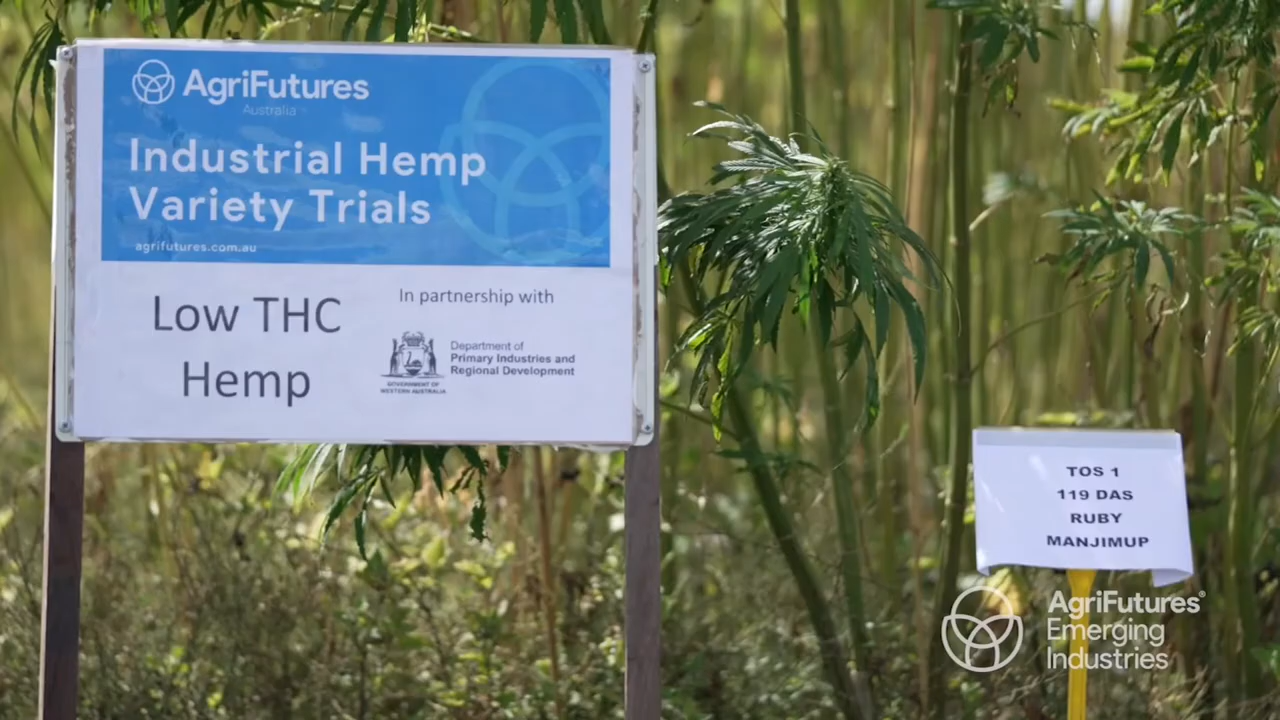 AgriFutures
Australia
Industrial Hemp
Variety Trials
agrifutures.com.au
Low THC
Hemp
In partnership with
GOVERNMENT OF
WESTERN AUSTRALIA
Department of
Primary Industries and
Regional Development
TOS 1
119 DAS
RUBY
MANJIMUP
AgriFutures®
Emerging
Industries